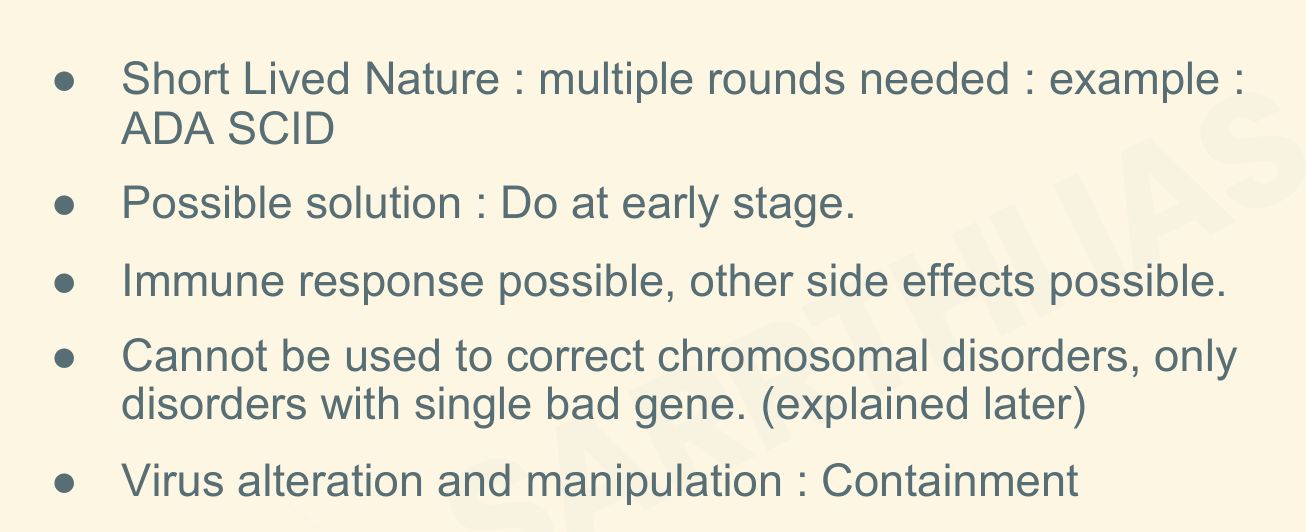 ● Short Lived Nature : multiple rounds needed : example :
ADA SCID
● Possible solution : Do at early stage.
● Immune response possible, other side effects possible.
● Cannot be used to correct chromosomal disorders, only
disorders with single bad gene. (explained later)
● Virus alteration and manipulation : Containment
SARRTHI IAS